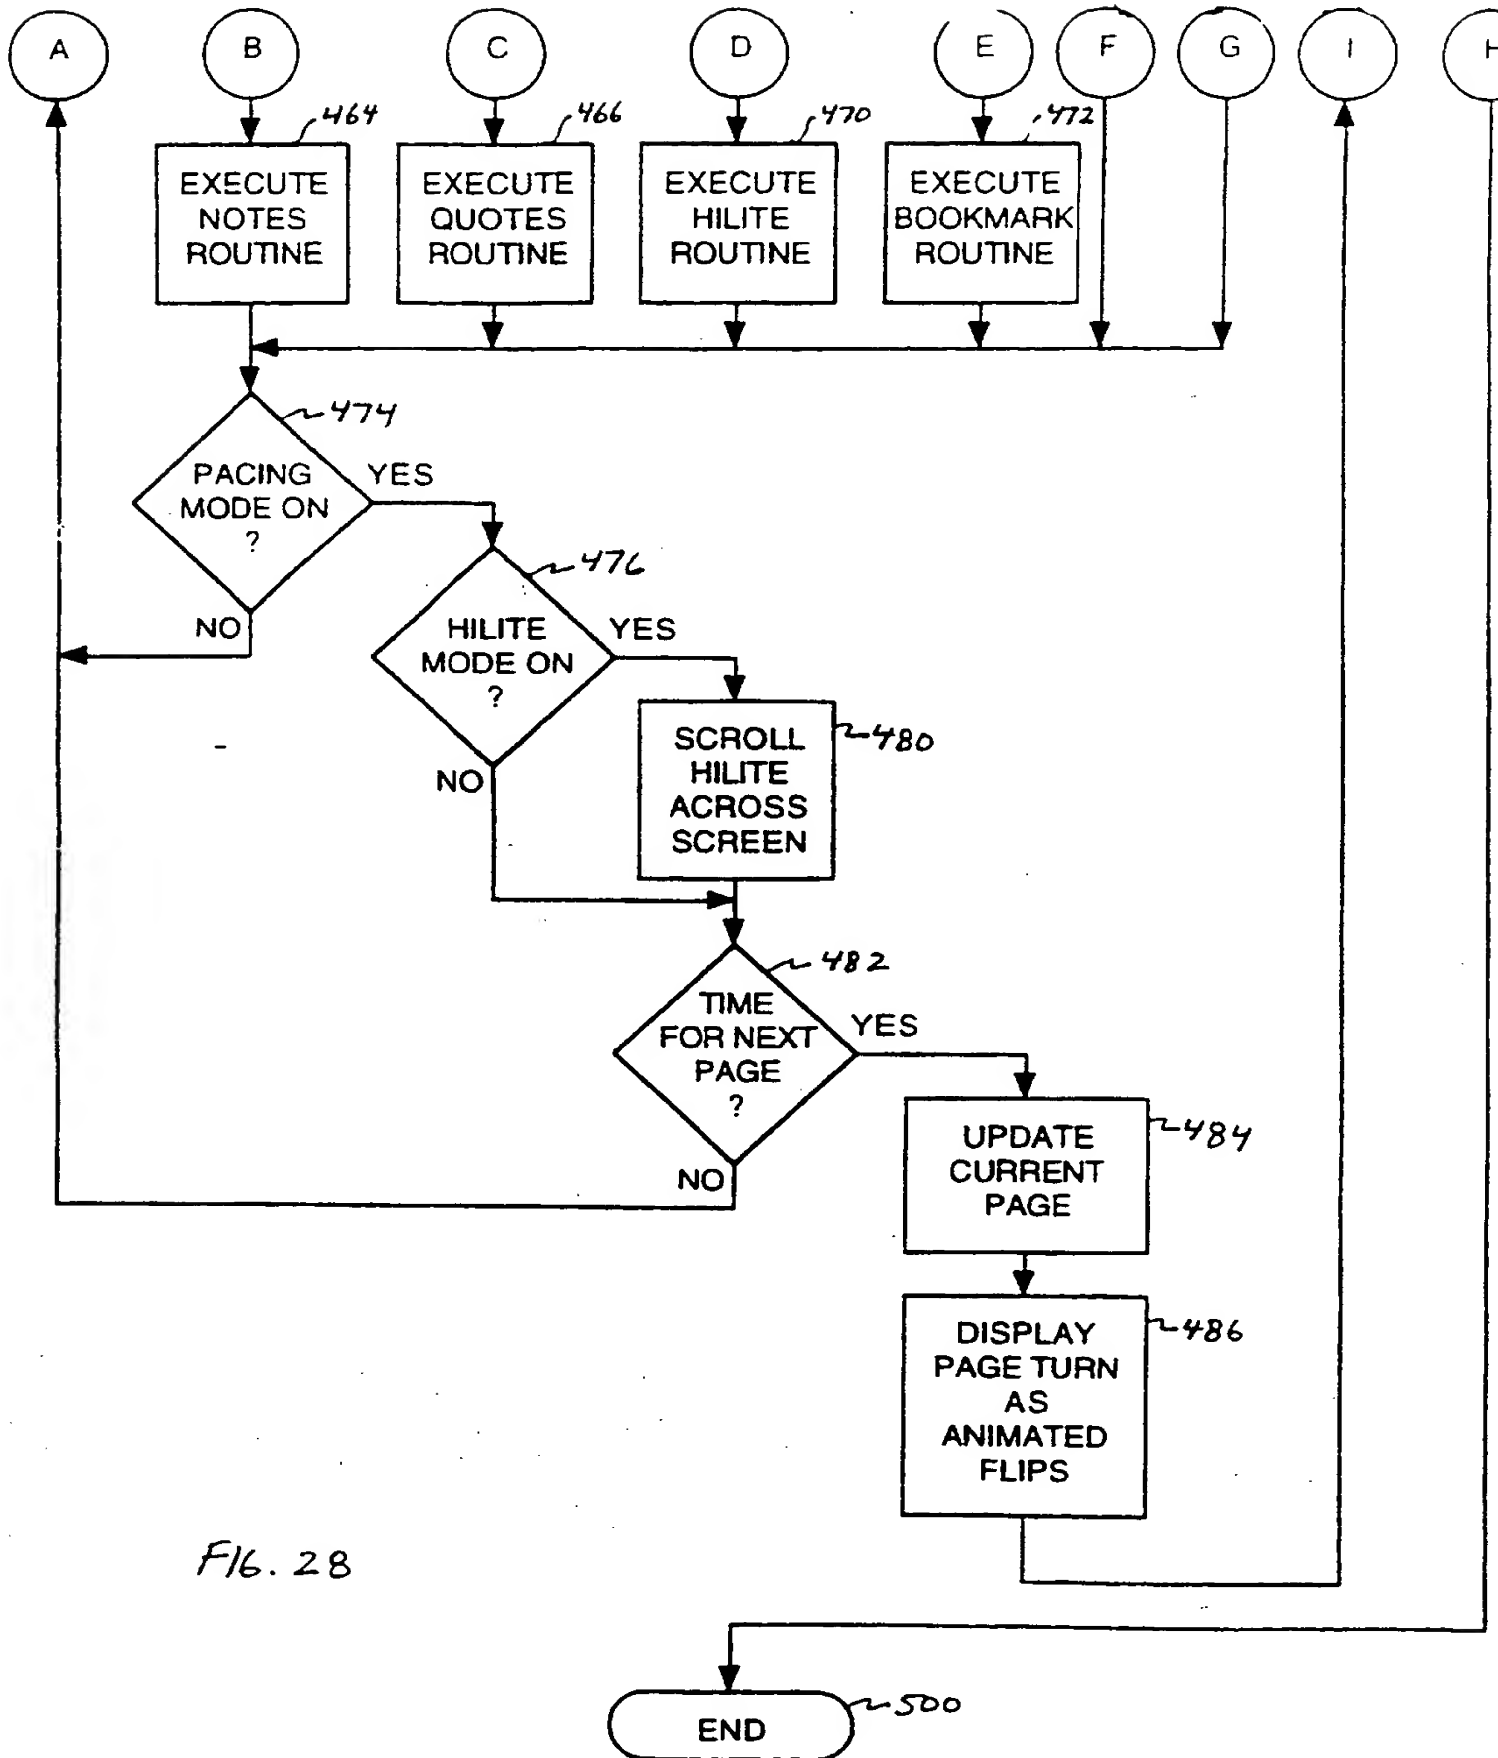 A B C D E F G I H
464 466 470 472
EXECUTE
NOTES
ROUTINE
EXECUTE
QUOTES
ROUTINE
EXECUTE
HILITE
ROUTINE
EXECUTE
BOOKMARK
ROUTINE
474
PACING
MODE ON
?
YES
NO
476
HILITE
MODE ON
?
YES
NO
480
SCROLL
HILITE
ACROSS
SCREEN
482
TIME
FOR NEXT
PAGE
?
YES
NO
484
UPDATE
CURRENT
PAGE
486
DISPLAY
PAGE TURN
AS
ANIMATED
FLIPS
FIG. 28
500
END